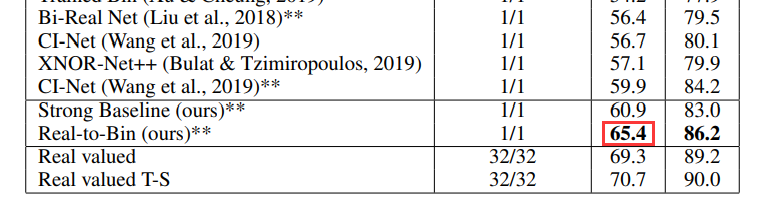 Bi-Real Net (Liu et al., 2018)** 1/1 56.4 79.5
CI-Net (Wang et al., 2019) 1/1 56.7 80.1
XNOR-Net++ (Bulat & Tzimiropoulos, 2019) 1/1 57.1 79.9
CI-Net (Wang et al., 2019)** 1/1 59.9 84.2
Strong Baseline (ours)** 1/1 60.9 83.0
Real-to-Bin (ours)** 1/1 65.4 86.2
Real valued 32/32 69.3 89.2
Real valued T-S 32/32 70.7 90.0